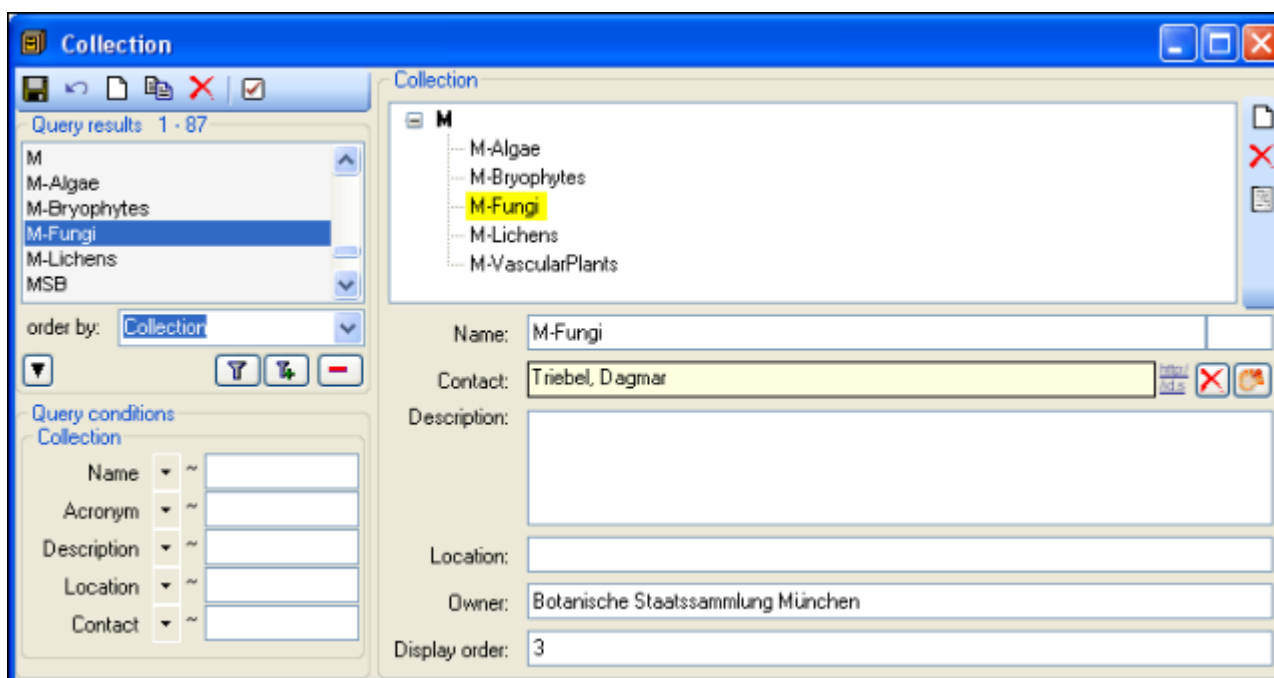 Collection
Query results 1 - 87
M
M-Algae
M-Bryophytes
M-Fungi
M-Lichens
MSB
order by: Collection
Query conditions
Collection
Name ~
Acronym ~
Description ~
Location ~
Contact ~
Collection
M
M-Algae
M-Bryophytes
M-Fungi
M-Lichens
M-VascularPlants
Name: M-Fungi
Contact: Triebel, Dagmar
http:/
/id.s
Description:
Location:
Owner: Botanische Staatssammlung München
Display order: 3